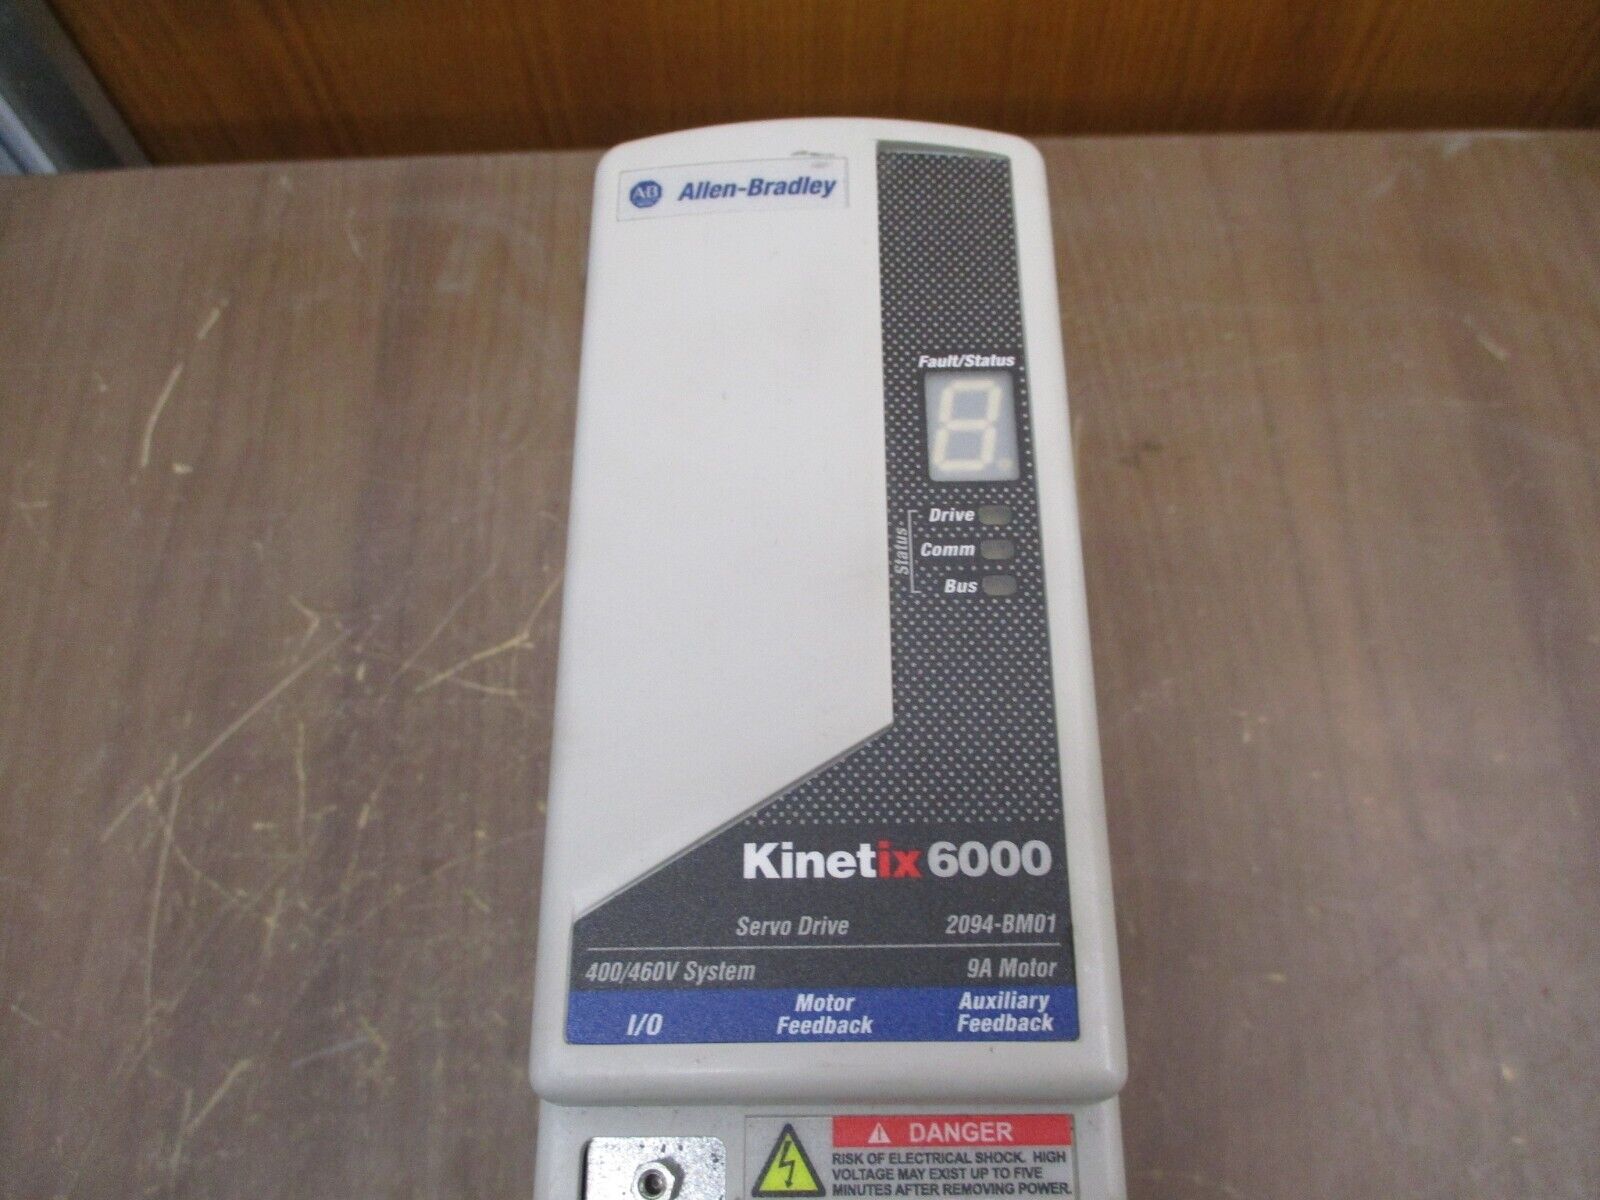 AB Allen-Bradley
Fault/Status
8.
Status
Drive
Comm
Bus
Kinetix 6000
Servo Drive 2094-BM01
400/460V System 9A Motor
I/O
Motor
Feedback
Auxiliary
Feedback
DANGER
RISK OF ELECTRICAL SHOCK. HIGH
VOLTAGE MAY EXIST UP TO FIVE
MINUTES AFTER REMOVING POWER.